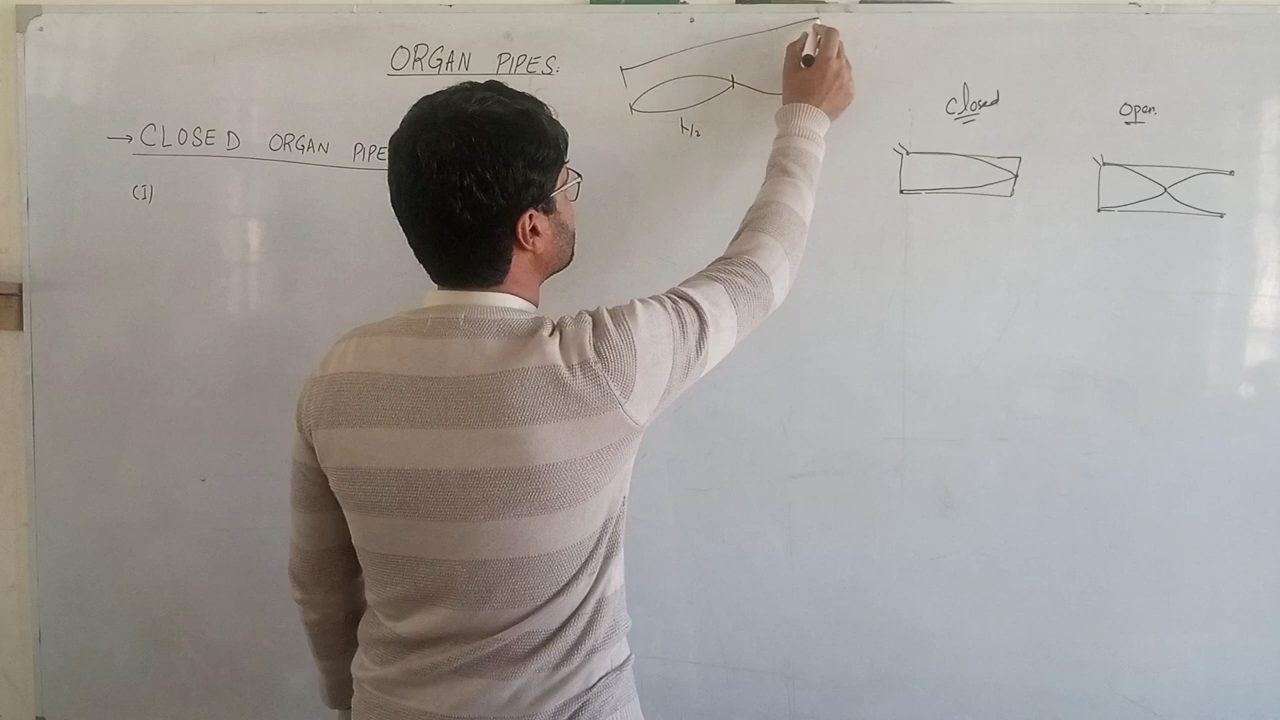 ORGAN PIPES:
→ CLOSED ORGAN PIPE
(I)
λ/2
closed
open.